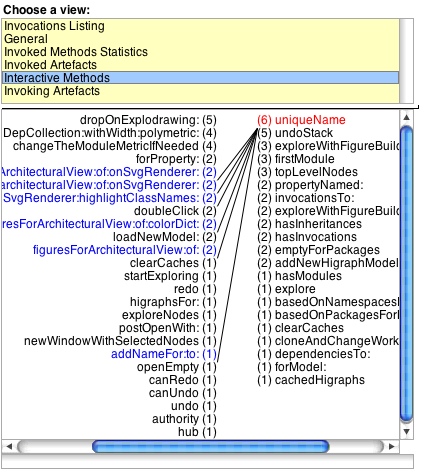 Choose a view:
Invocations Listing
General
Invoked Methods Statistics
Invoked Artefacts
Interactive Methods
Invoking Artefacts
dropOnExplodrawing: (5)
DepCollection:withWidth:polymetric: (4)
changeTheModuleMetricIfNeeded (4)
forProperty: (2)
ArchitecturalView:of:onSvgRenderer: (2)
architecturalView:of:onSvgRenderer: (2)
SvgRenderer:highlightClassNames: (2)
doubleClick (2)
resForArchitecturalView:of:colorDict: (2)
loadNewModel: (2)
figuresForArchitecturalView:of: (2)
clearCaches (1)
startExploring (1)
redo (1)
higraphsFor: (1)
exploreNodes (1)
postOpenWith: (1)
newWindowWithSelectedNodes (1)
addNameFor:to: (1)
openEmpty (1)
canRedo (1)
canUndo (1)
undo (1)
authority (1)
hub (1)
(6) uniqueName
(5) undoStack
(3) exploreWithFigureBuild
(3) firstModule
(3) topLevelNodes
(2) propertyNamed:
(2) invocationsTo:
(2) exploreWithFigureBuild
(2) hasInheritances
(2) hasInvocations
(2) emptyForPackages
(2) addNewHigraphModel
(1) hasModules
(1) explore
(1) basedOnNamespacesI
(1) basedOnPackagesForI
(1) clearCaches
(1) cloneAndChangeWork
(1) dependenciesTo:
(1) forModel:
(1) cachedHigraphs